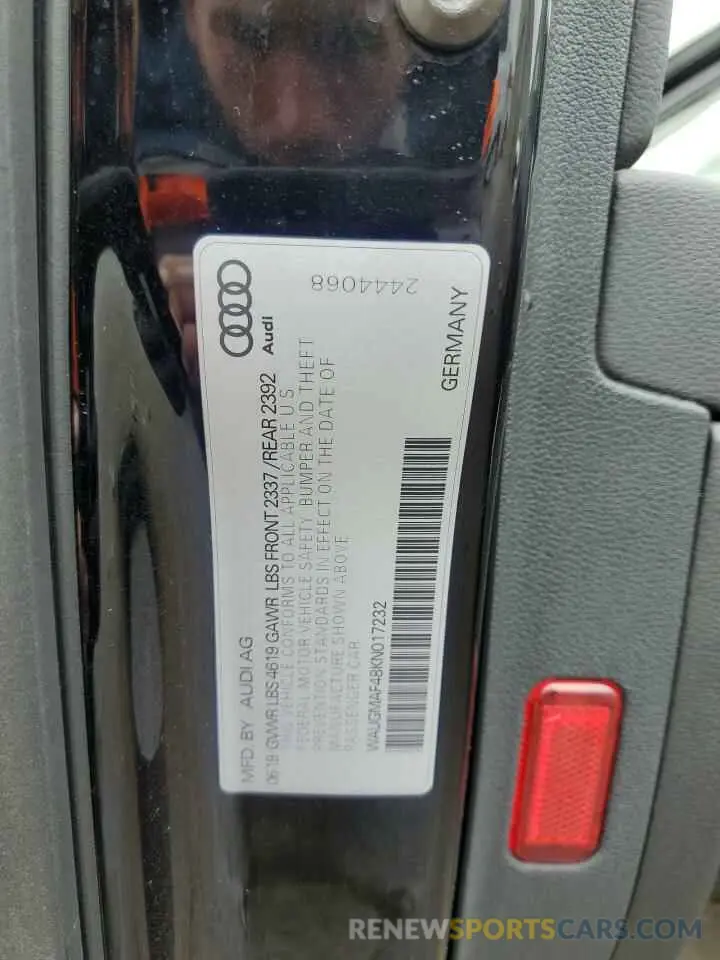 Audi
2444068
MFD. BY AUDI AG
GERMANY
06.18 GWWR LBS 4619 GAWR LBS FRONT 2337/REAR 2392
THIS VEHICLE CONFORMS TO ALL APPLICABLE U S
FEDERAL MOTOR VEHICLE SAFETY, BUMPER AND THEFT
PREVENTION STANDARDS IN EFFECT ON THE DATE OF
MANUFACTURE SHOWN ABOVE
PASSENGER CAR
WAUGMAF48KN017232
RENEWSPORTSCARS.COM